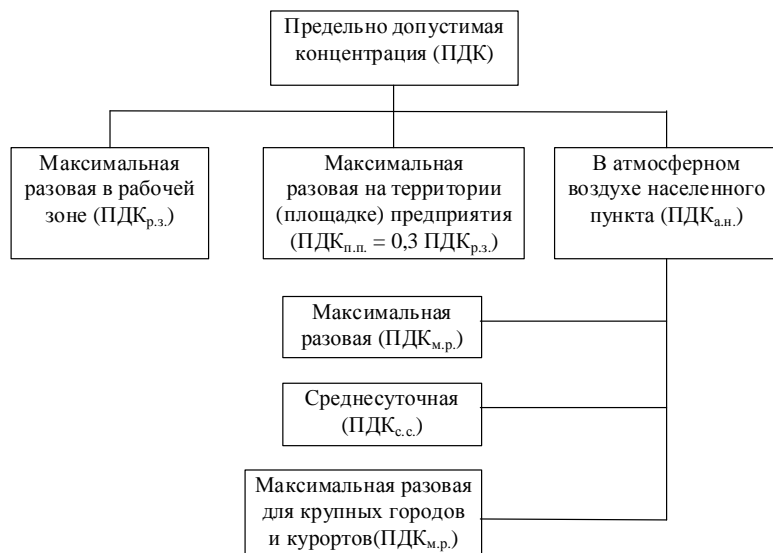 Предельно допустимая
концентрация (ПДК)
Максимальная
разовая в рабочей
зоне (ПДКр.з.)
Максимальная
разовая на территории
(площадке) предприятия
(ПДКп.п. = 0,3 ПДКр.з.)
В атмосферном
воздухе населенного
пункта (ПДКа.н.)
Максимальная
разовая (ПДКм.р.)
Среднесуточная
(ПДКс.с.)
Максимальная разовая
для крупных городов
и курортов(ПДКм.р.)